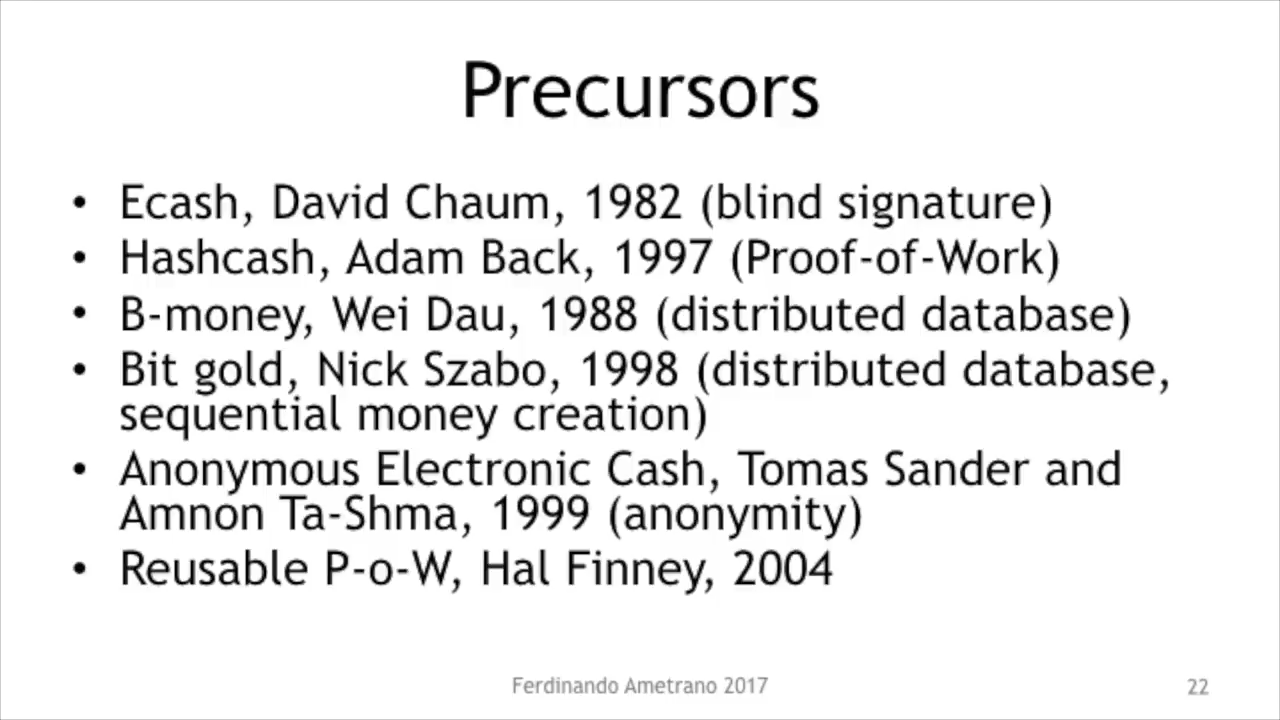 Precursors
• Ecash, David Chaum, 1982 (blind signature)
• Hashcash, Adam Back, 1997 (Proof-of-Work)
• B-money, Wei Dau, 1988 (distributed database)
• Bit gold, Nick Szabo, 1998 (distributed database,
sequential money creation)
• Anonymous Electronic Cash, Tomas Sander and
Amnon Ta-Shma, 1999 (anonymity)
• Reusable P-o-W, Hal Finney, 2004
Ferdinando Ametrano 2017
22